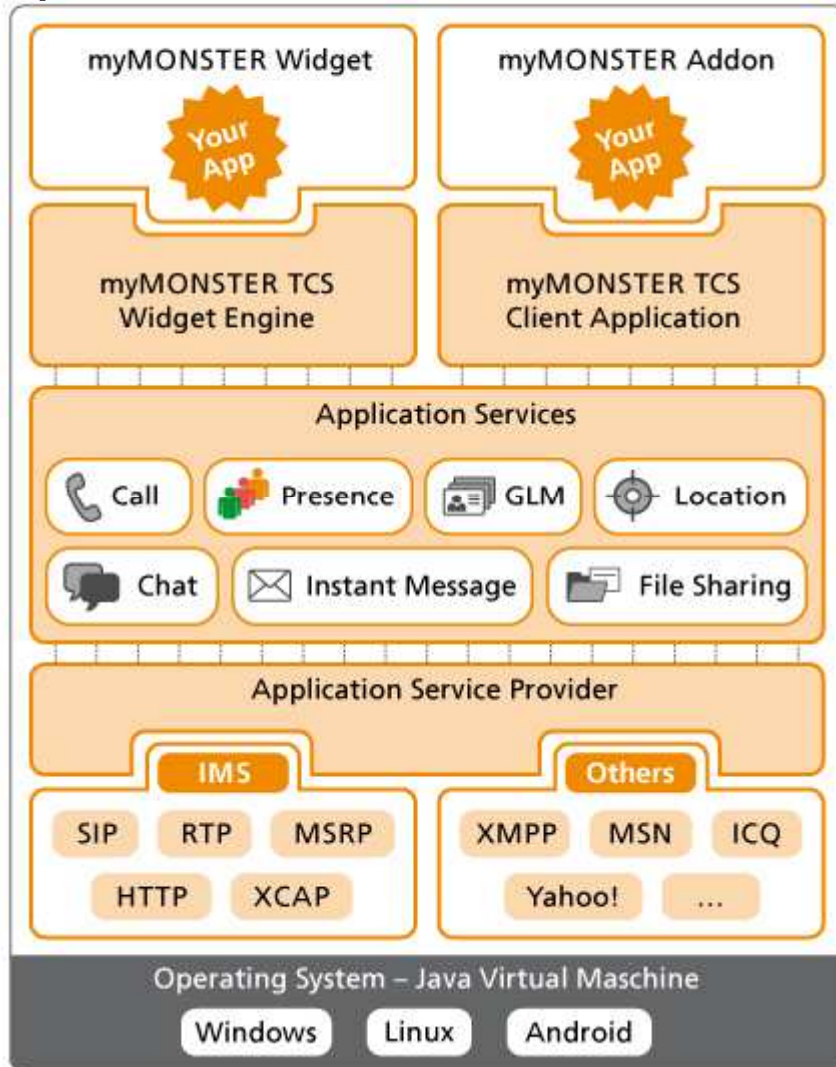 myMONSTER Widget
Your
App
myMONSTER Addon
Your
App
myMONSTER TCS
Widget Engine
myMONSTER TCS
Client Application
Application Services
Call
Presence
GLM
Location
Chat
Instant Message
File Sharing
Application Service Provider
IMS
SIP
RTP
MSRP
HTTP
XCAP
Others
XMPP
MSN
ICQ
Yahoo!
...
Operating System – Java Virtual Maschine
Windows
Linux
Android